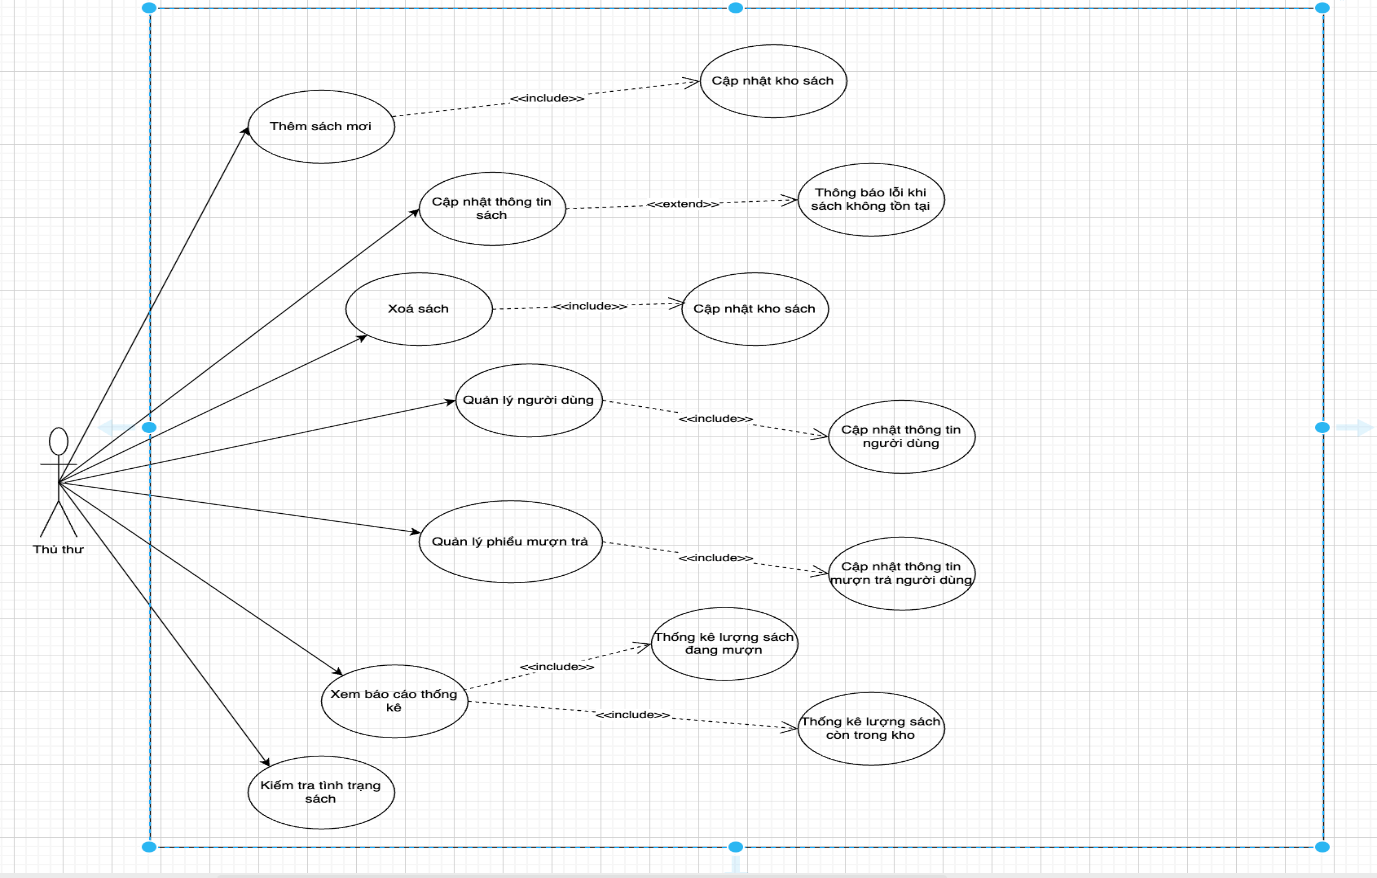 Cập nhật kho sách
<<include>>
Thêm sách mơi
Thông báo lỗi khi
sách không tồn tại
Cập nhật thông tin
sách
<<extend>>
Xoá sách
<<include>>
Cập nhật kho sách
Quản lý người dùng
<<include>>
Cập nhật thông tin
người dùng
Thủ thư
Quản lý phiếu mượn trả
<<include>>
Cập nhật thông tin
mượn trả người dùng
Thống kê lượng sách
đang mượn
<<include>>
Xem báo cáo thống
kê
<<include>>
Thống kê lượng sách
còn trong kho
Kiểm tra tình trạng
sách